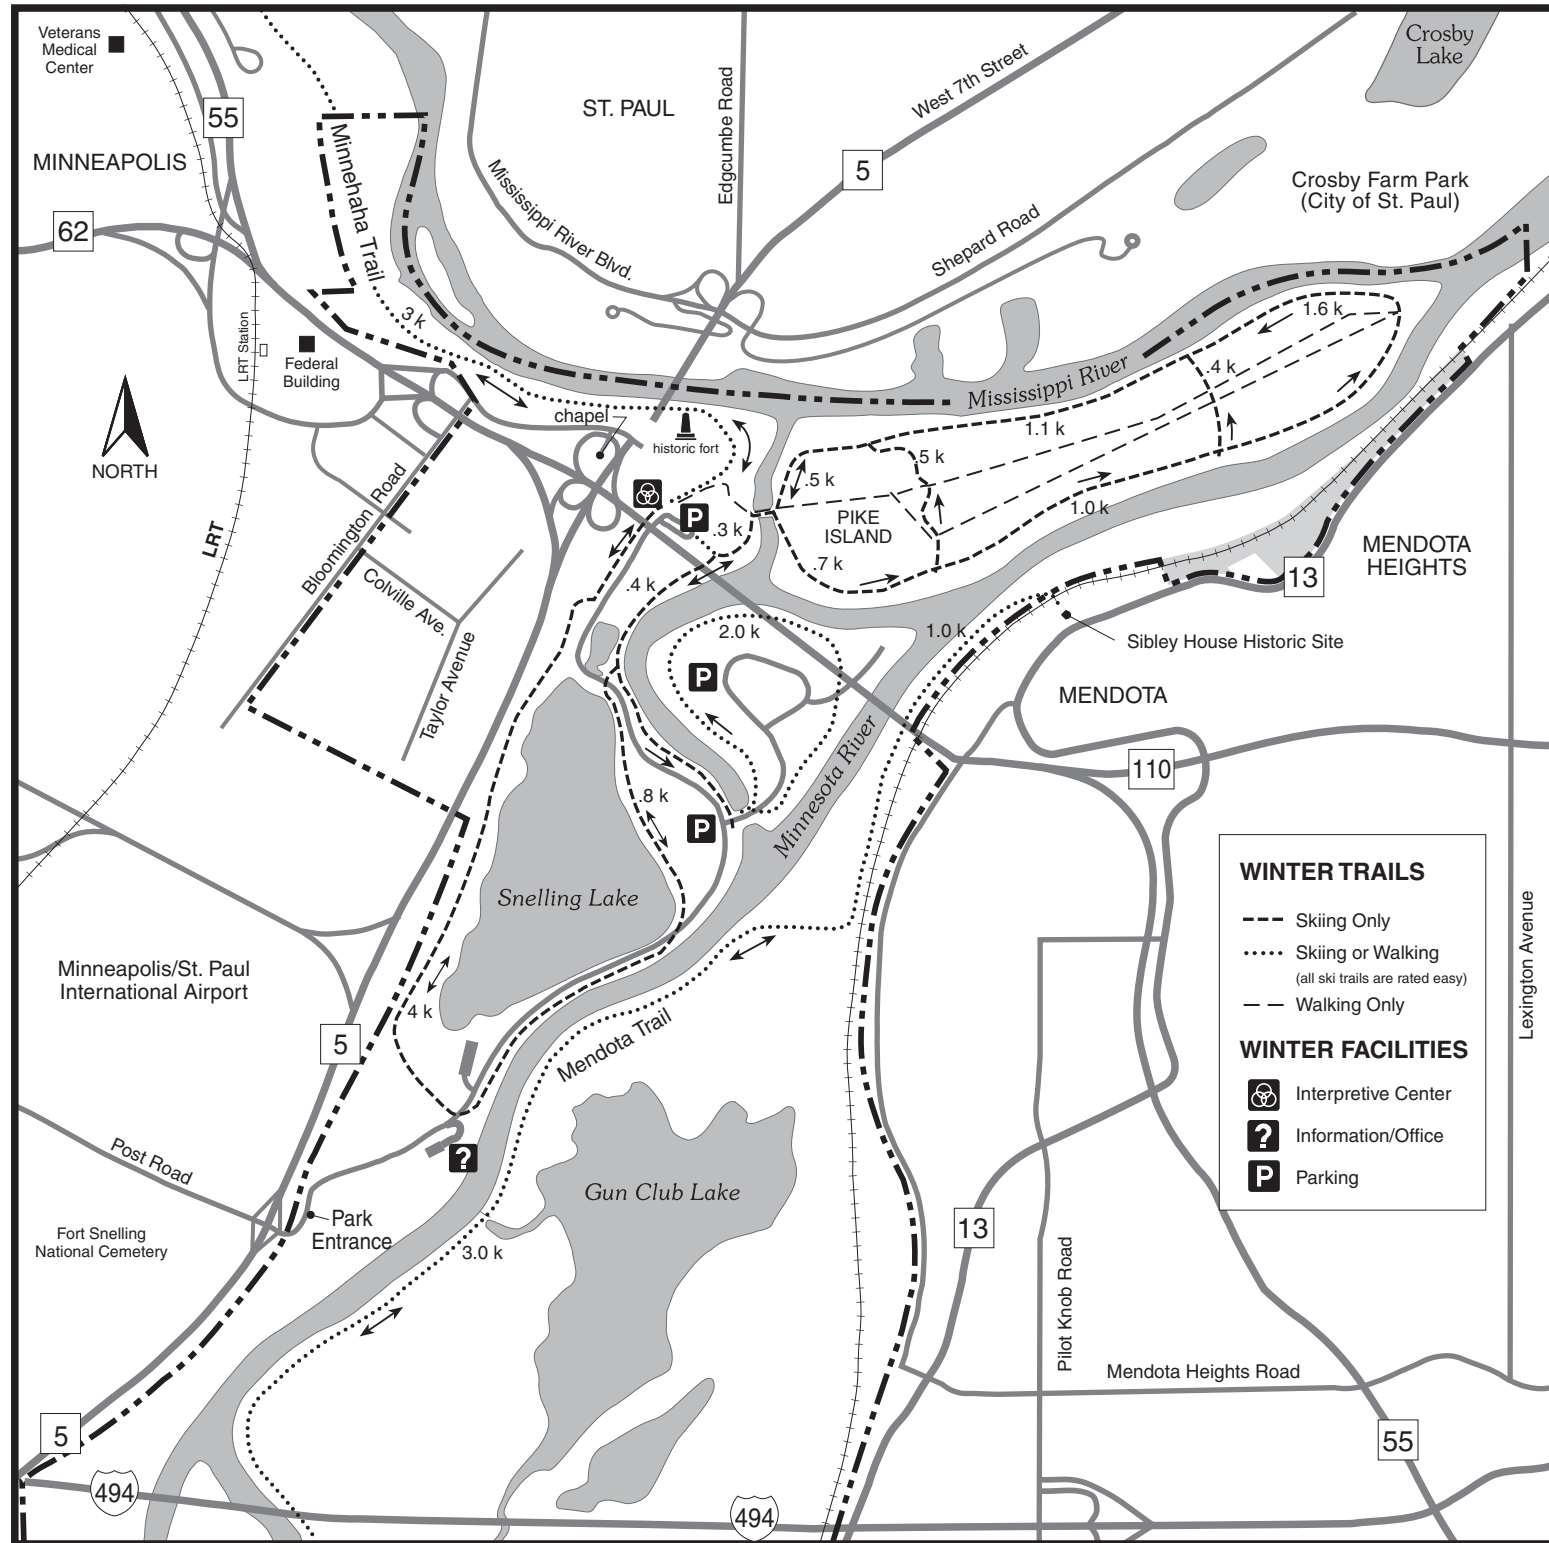 Veterans
Medical
Center
55
MINNEAPOLIS
62
Minnehaha Trail
ST. PAUL
Mississippi River Blvd.
Edgcumbe Road
West 7th Street
5
Shepard Road
Crosby
Lake
Crosby Farm Park
(City of St. Paul)
LRT Station
Federal
Building
3 k
NORTH
chapel
historic fort
Mississippi River
1.6 k
.4 k
1.1 k
.5 k
.5 k
1.0 k
PIKE
ISLAND
.7 k
P
.3 k
.4 k
LRT
Bloomington Road
Colville Ave.
Taylor Avenue
2.0 k
P
1.0 k
13
MENDOTA
HEIGHTS
Sibley House Historic Site
MENDOTA
110
Minnesota River
.8 k
P
Snelling Lake
4 k
Minneapolis/St. Paul
International Airport
5
Mendota Trail
Post Road
?
Fort Snelling
National Cemetery
Park
Entrance
3.0 k
Gun Club Lake
13
Pilot Knob Road
Mendota Heights Road
Lexington Avenue
55
5
494
494
WINTER TRAILS
Skiing Only
Skiing or Walking
(all ski trails are rated easy)
Walking Only
WINTER FACILITIES
Interpretive Center
? Information/Office
P Parking